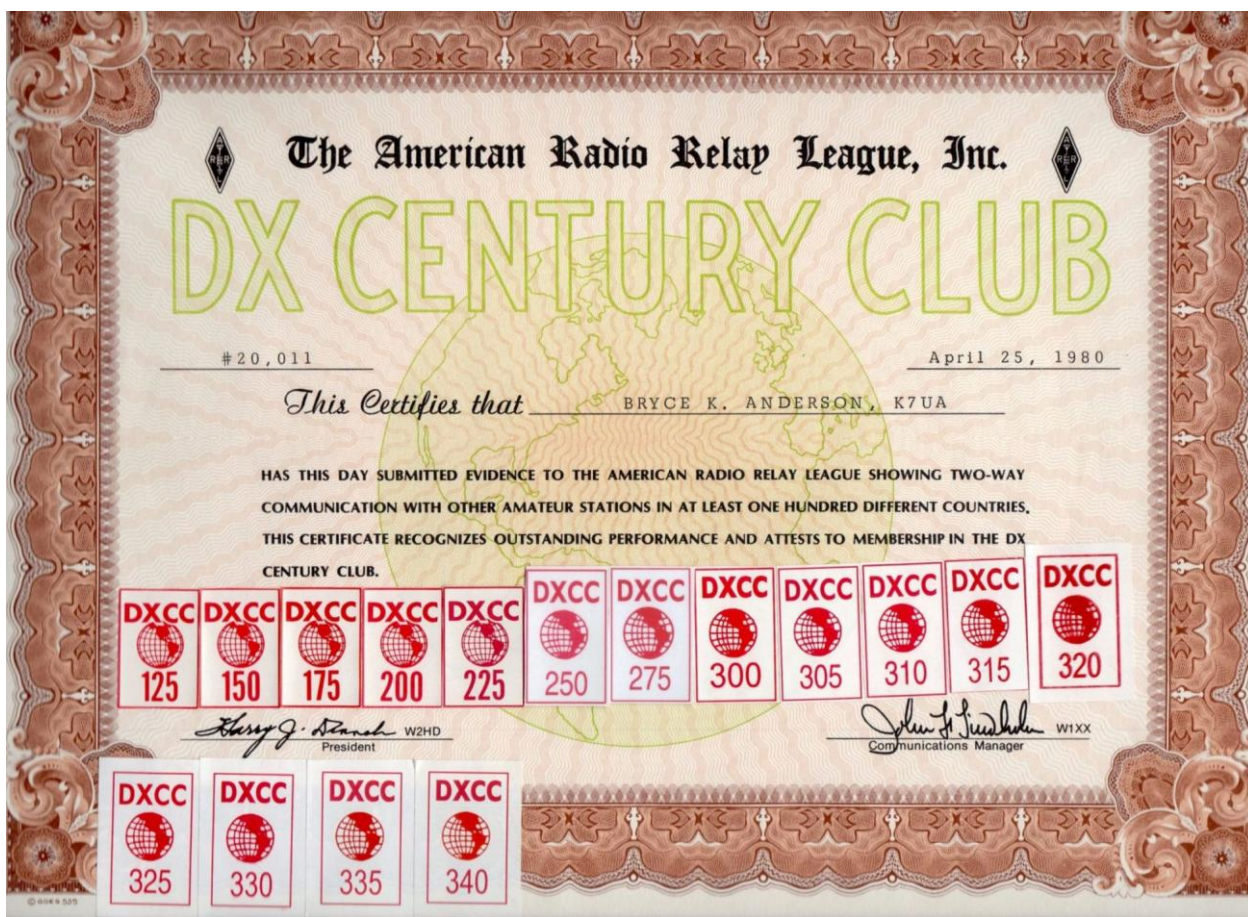 The American Radio Relay League, Inc.
DX CENTURY CLUB
#20,011
April 25, 1980
This Certifies that BRYCE K. ANDERSON, K7UA
HAS THIS DAY SUBMITTED EVIDENCE TO THE AMERICAN RADIO RELAY LEAGUE SHOWING TWO-WAY
COMMUNICATION WITH OTHER AMATEUR STATIONS IN AT LEAST ONE HUNDRED DIFFERENT COUNTRIES.
THIS CERTIFICATE RECOGNIZES OUTSTANDING PERFORMANCE AND ATTESTS TO MEMBERSHIP IN THE DX
CENTURY CLUB.
DXCC
125
DXCC
150
DXCC
175
DXCC
200
DXCC
225
DXCC
250
DXCC
275
DXCC
300
DXCC
305
DXCC
310
DXCC
315
DXCC
320
Harry J. Dannals W2HD
President
W1XX
Communications Manager
DXCC
325
DXCC
330
DXCC
335
DXCC
340